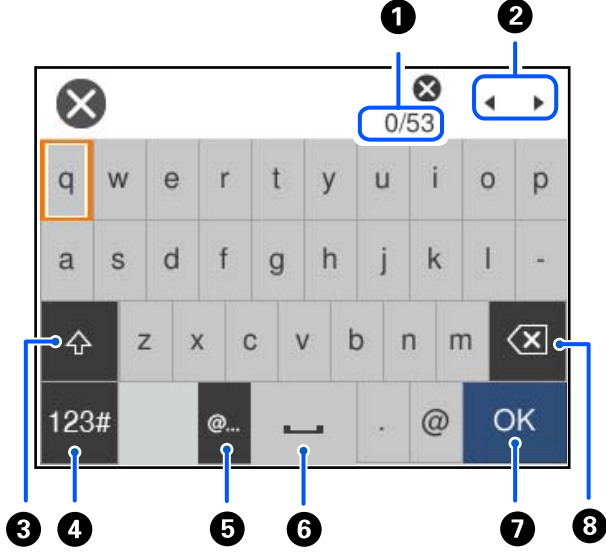 1 2
0/53
q w e r t y u i o p
a s d f g h j k l -
z x c v b n m
123# @... . @ OK
3 4 5 6 7 8